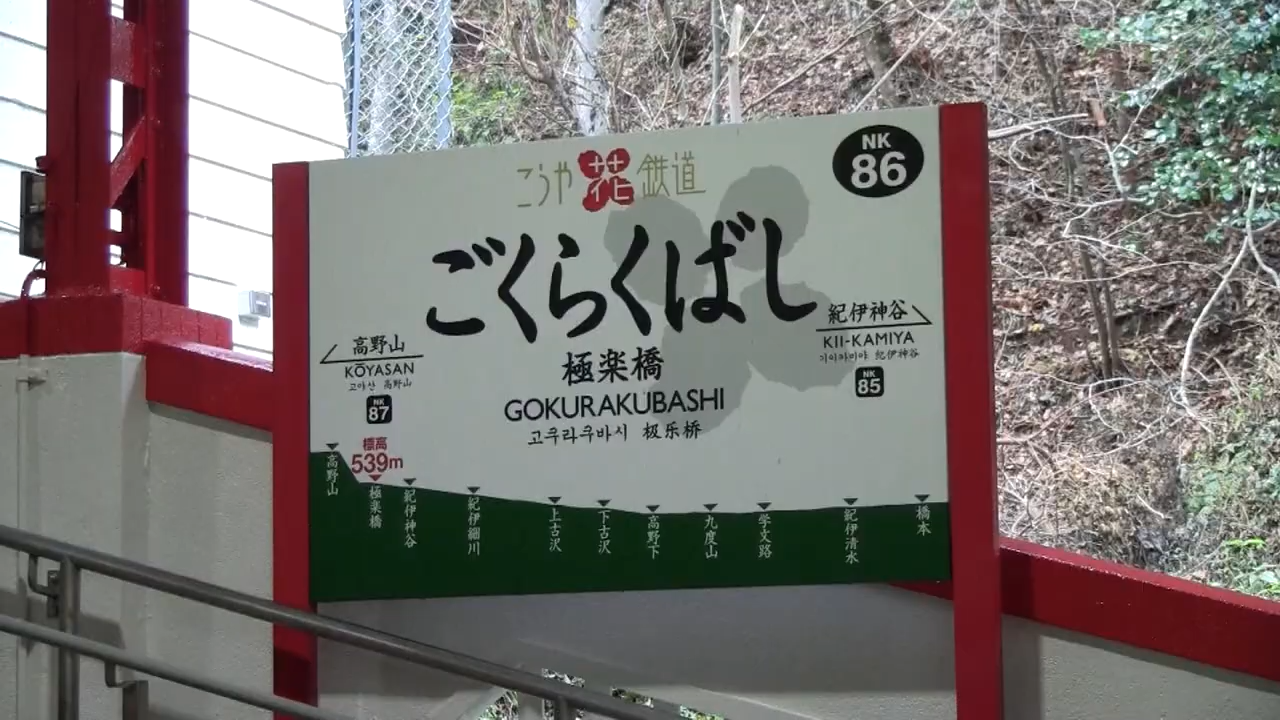 こうや花鉄道
NK
86
ごくらくばし
極楽橋
GOKURAKUBASHI
고쿠라쿠바시 极乐桥
高野山
KŌYASAN
고야산 高野山
NK
87
紀伊神谷
KII-KAMIYA
기이카미야 纪伊神谷
NK
85
標高
539m
高野山
極楽橋
紀伊神谷
紀伊細川
上古沢
下古沢
高野下
九度山
学文路
紀伊清水
橋本